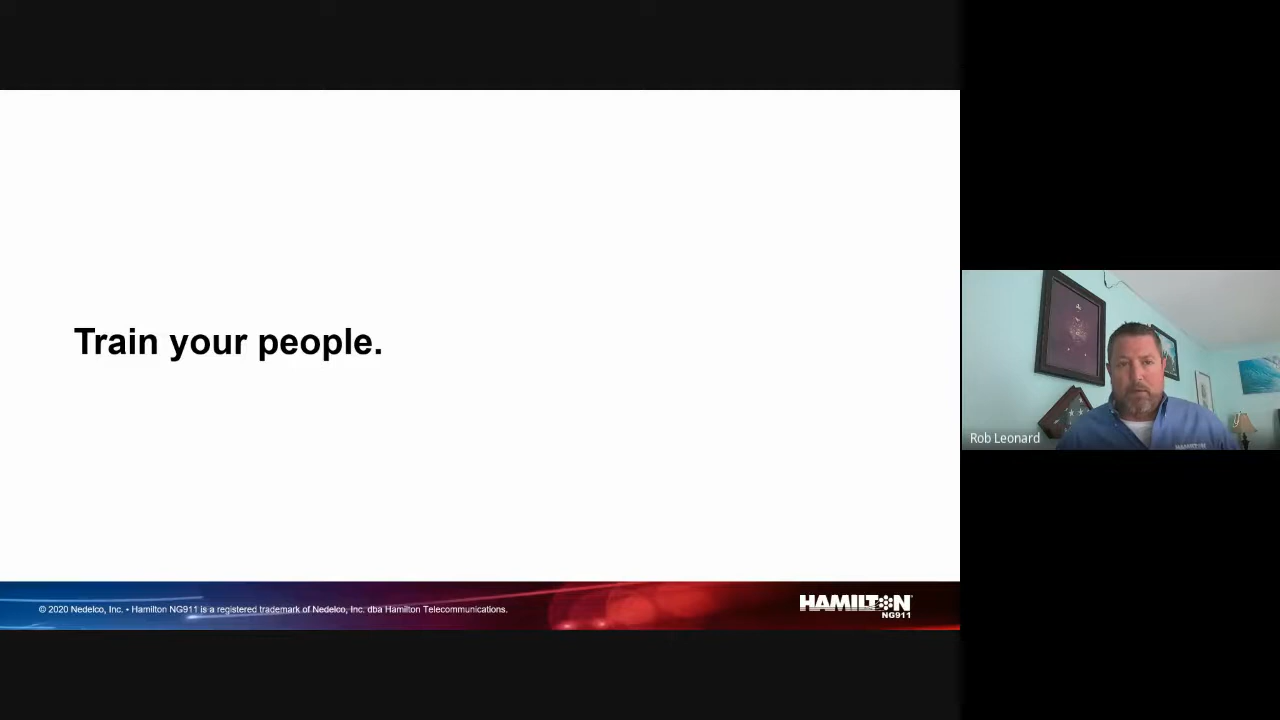 Train your people.
Rob Leonard
© 2020 Nedelco, Inc. • Hamilton NG911 is a registered trademark of Nedelco, Inc. dba Hamilton Telecommunications.
HAMILTON
NG911